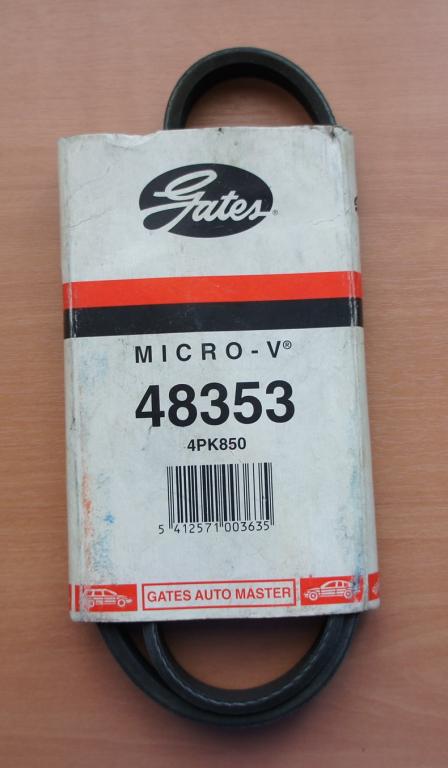 Gates®
MICRO-V®
48353
4PK850
5 412571 003635
GATES AUTO MASTER